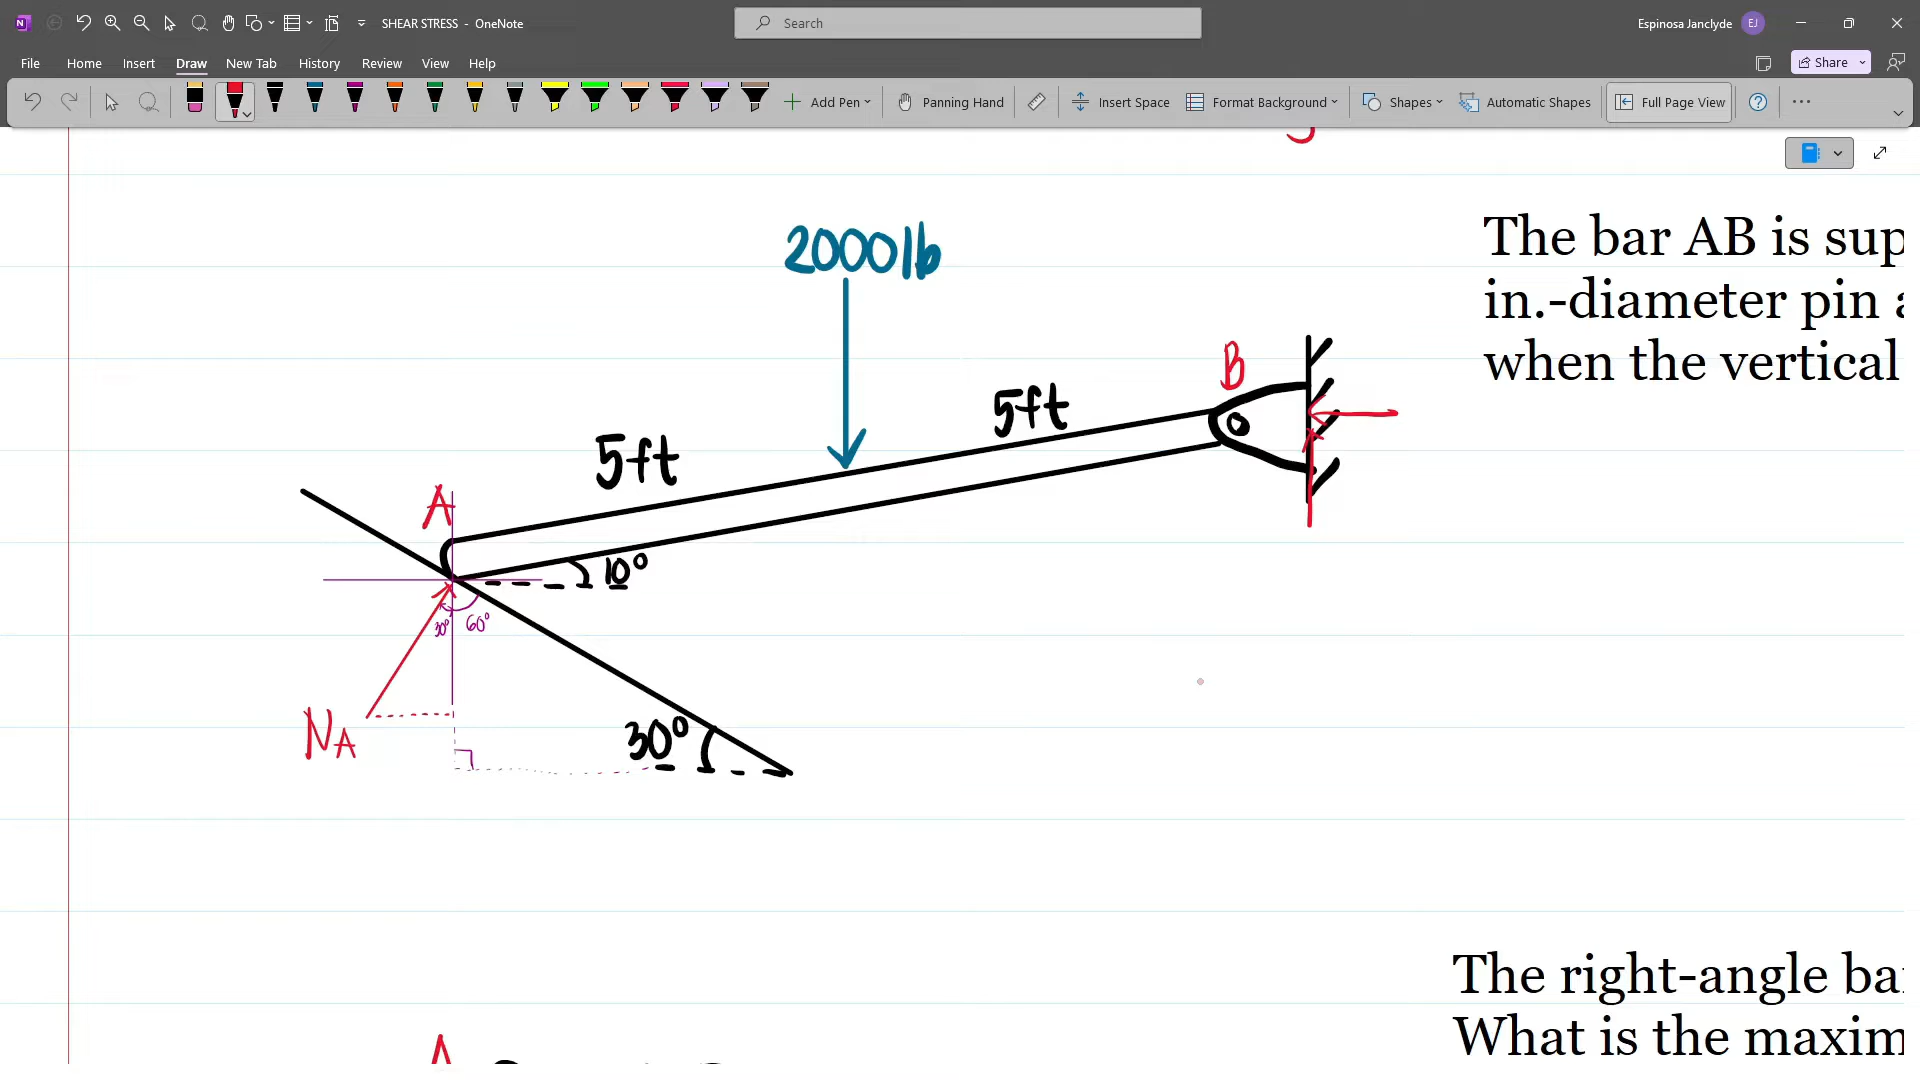 SHEAR STRESS - OneNote
Search
Espinosa Janclyde
EJ
File Home Insert Draw New Tab History Review View Help
Share
Add Pen
Panning Hand
Insert Space
Format Background
Shapes
Automatic Shapes
Full Page View
2000lb
The bar AB is sup
in.-diameter pin a
when the vertical
B
5ft
5ft
A
10°
30° 60°
NA
30°
The right-angle ba
What is the maxim
A